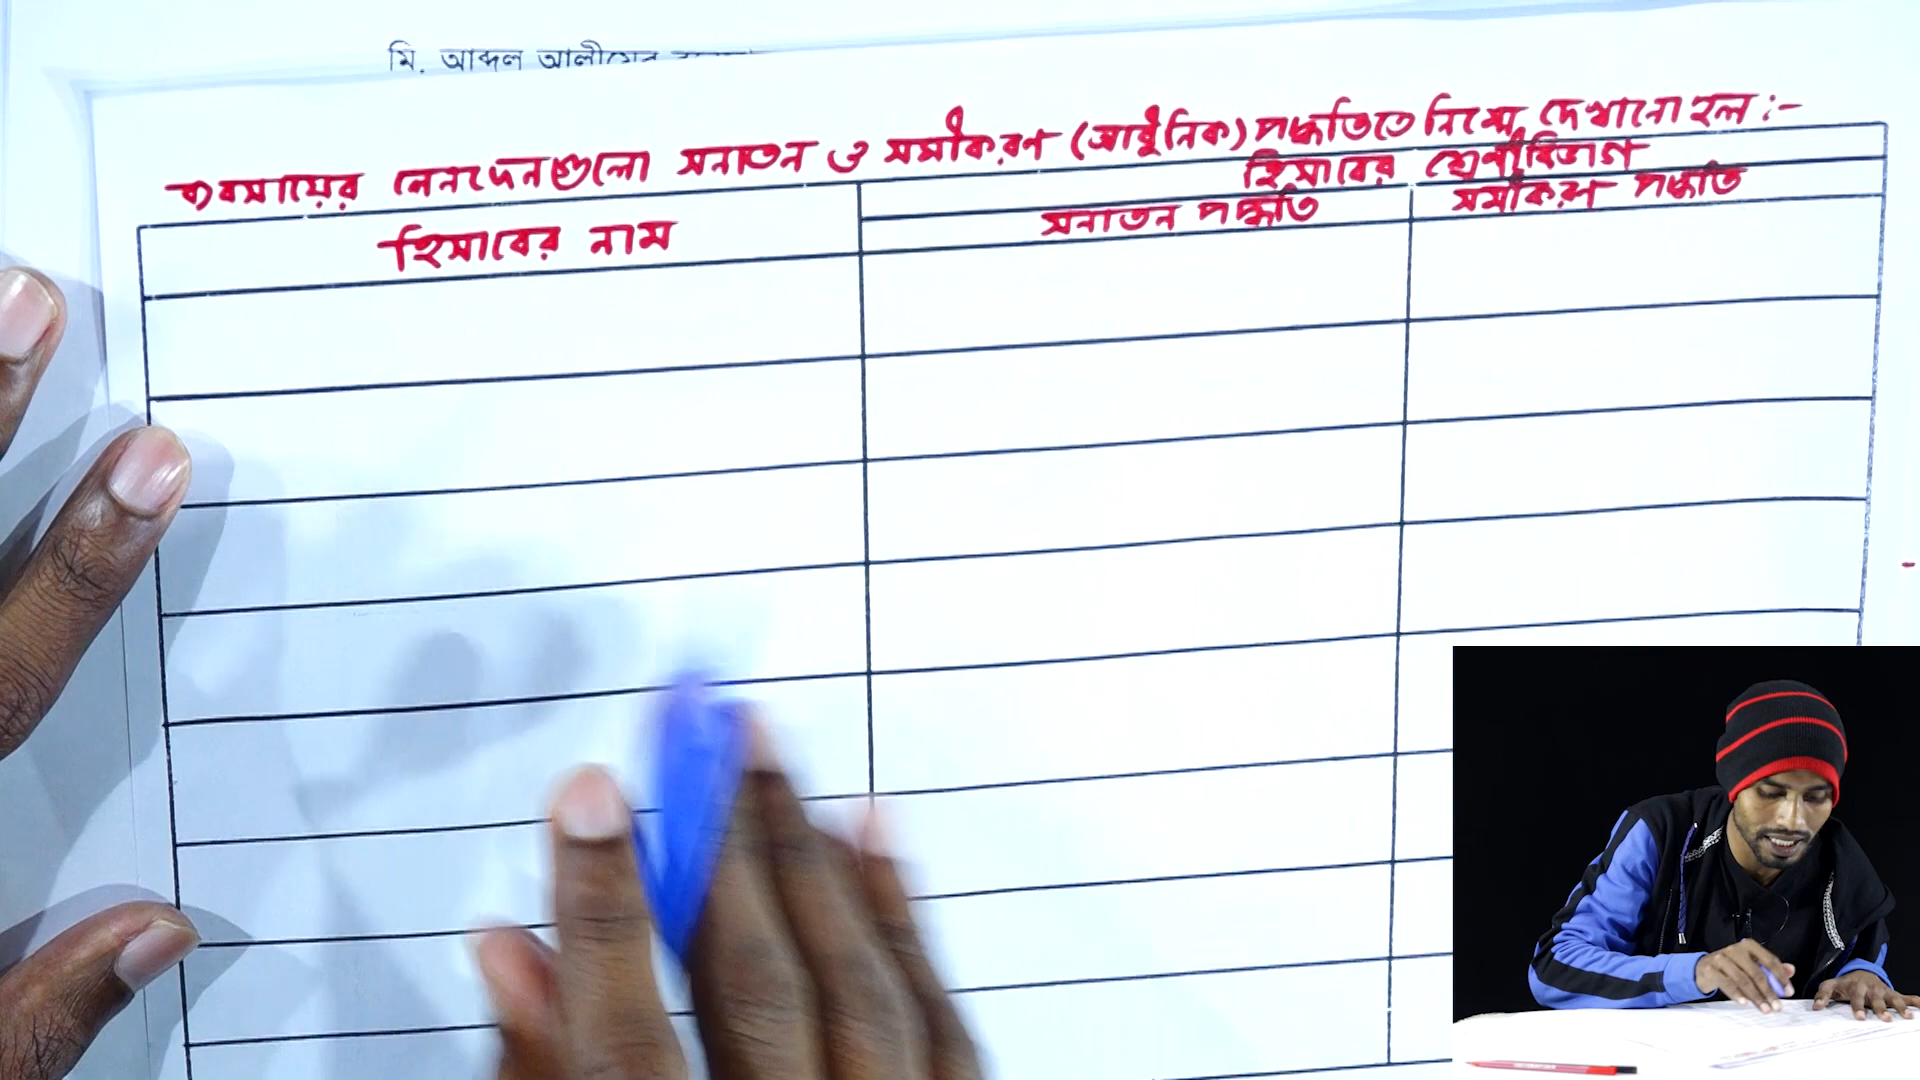 মি. আব্দুল আলীমের
ব্যবসায়ের লেনদেনগুলো সনাতন ও সমীকরণ (আধুনিক) পদ্ধতিতে নিম্নে দেখানো হল :-
হিসাবের নাম
হিসাবের শ্রেণীবিভাগ
সনাতন পদ্ধতি
সমীকরণ পদ্ধতি